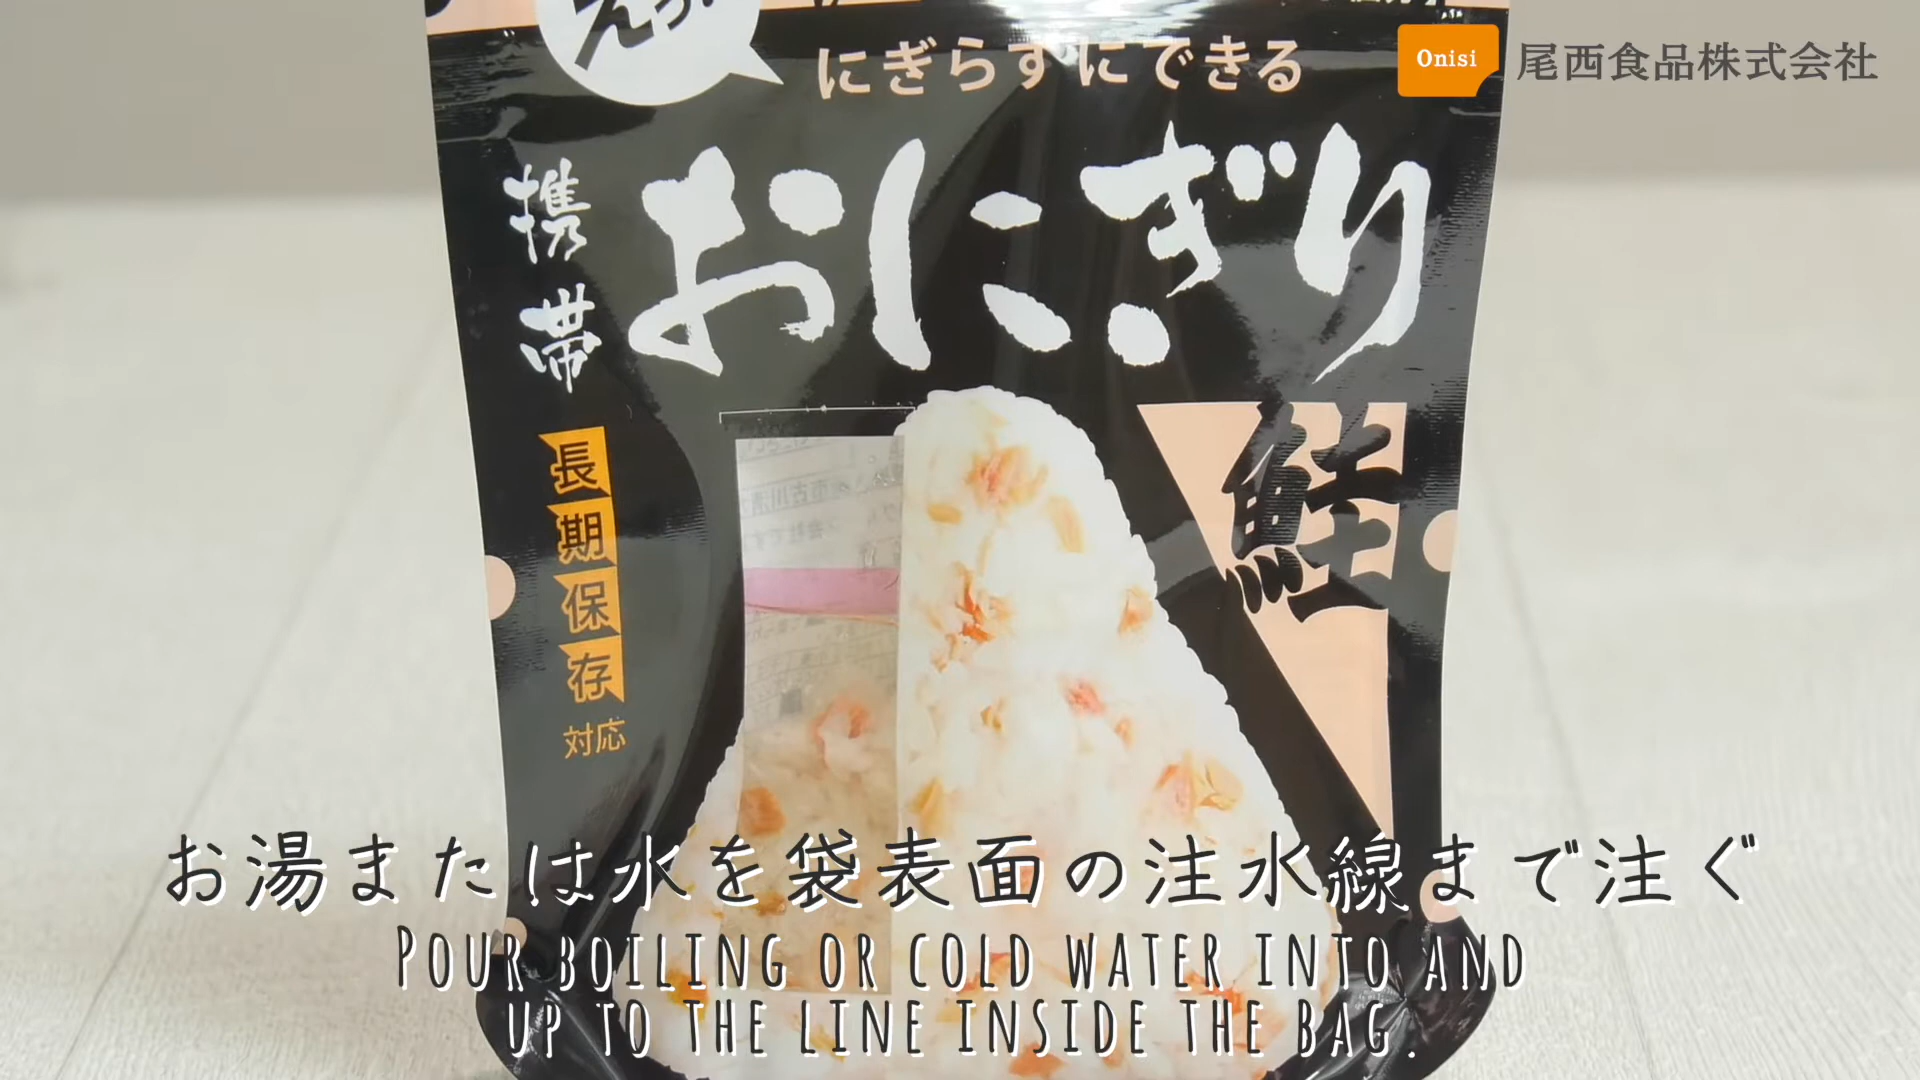 にぎらずにできる
Onisi 尾西食品株式会社
携帯
おにぎり
鮭
長期保存
対応
お湯または水を袋表面の注水線まで注ぐ
POUR BOILING OR COLD WATER INTO AND
UP TO THE LINE INSIDE THE BAG.